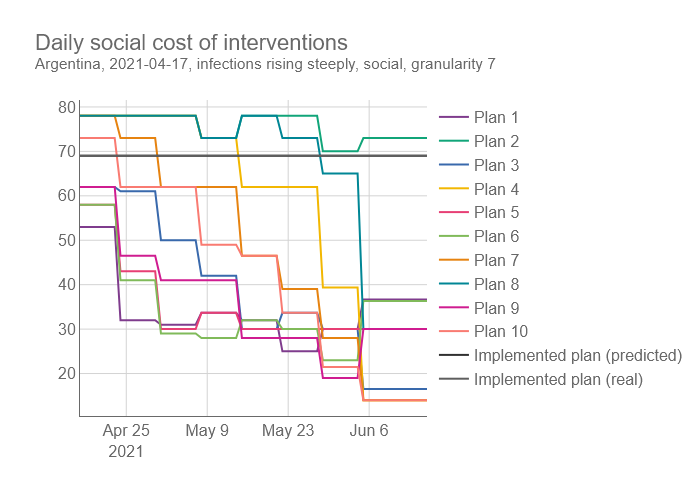 Daily social cost of interventions
Argentina, 2021-04-17, infections rising steeply, social, granularity 7
80
70
60
50
40
30
20
Apr 25
2021
May 9
May 23
Jun 6
Plan 1
Plan 2
Plan 3
Plan 4
Plan 5
Plan 6
Plan 7
Plan 8
Plan 9
Plan 10
Implemented plan (predicted)
Implemented plan (real)